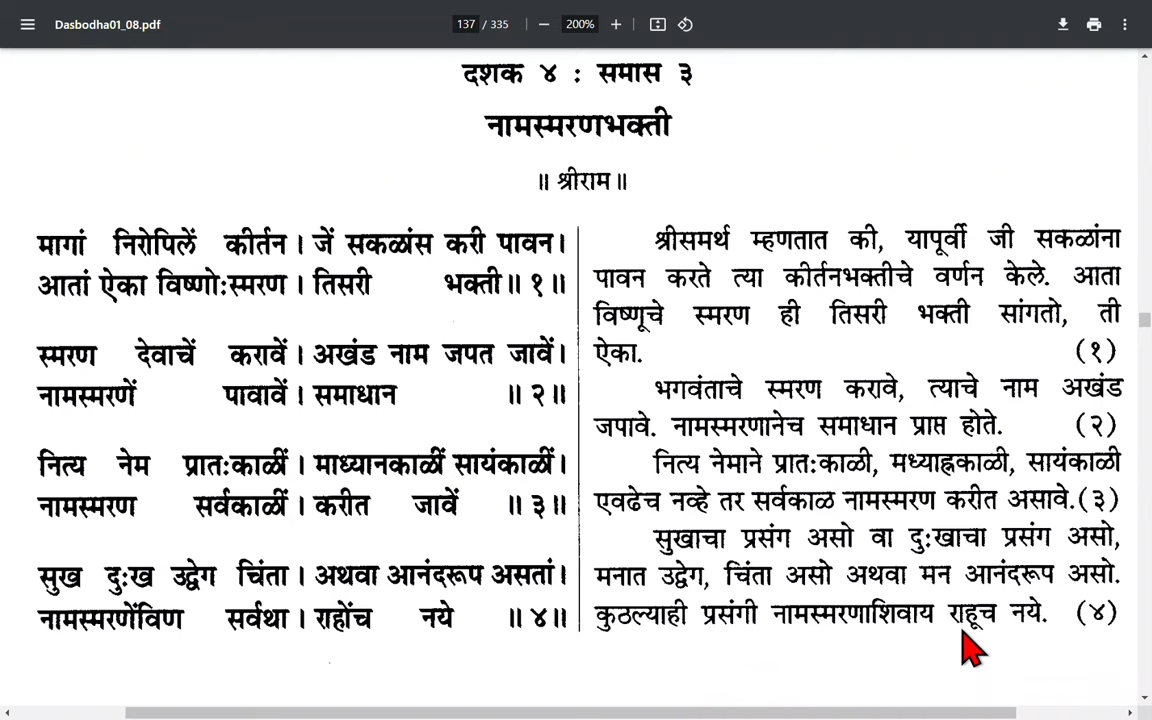 Dasbodha01_08.pdf
137 / 335
200%
दशक ४ : समास ३
नामस्मरणभक्ती
॥ श्रीराम ॥
मागां निरोपिलें कीर्तन । जें सकळांस करी पावन ।
आतां ऐका विष्णोःस्मरण । तिसरी भक्ती ॥ १ ॥
स्मरण देवाचें करावें । अखंड नाम जपत जावें ।
नामस्मरणें पावावें । समाधान ॥ २ ॥
नित्य नेम प्रातःकाळीं । माध्यानकाळीं सायंकाळीं ।
नामस्मरण सर्वकाळीं । करीत जावें ॥ ३ ॥
सुख दुःख उद्वेग चिंता । अथवा आनंदरूप असतां ।
नामस्मरणेंविण सर्वथा । राहोंच नये ॥ ४ ॥
श्रीसमर्थ म्हणतात की, यापूर्वी जी सकळांना
पावन करते त्या कीर्तनभक्तीचे वर्णन केले. आता
विष्णूचे स्मरण ही तिसरी भक्ती सांगतो, ती
ऐका. (१)
भगवंताचे स्मरण करावे, त्याचे नाम अखंड
जपावे. नामस्मरणानेच समाधान प्राप्त होते. (२)
नित्य नेमाने प्रातःकाळी, मध्याह्नकाळी, सायंकाळी
एवढेच नव्हे तर सर्वकाळ नामस्मरण करीत असावे. (३)
सुखाचा प्रसंग असो वा दुःखाचा प्रसंग असो,
मनात उद्वेग, चिंता असो अथवा मन आनंदरूप असो.
कुठल्याही प्रसंगी नामस्मरणाशिवाय राहूच नये. (४)